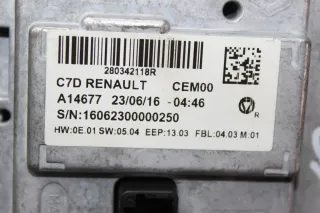 280342118R
C7D RENAULT CEM00
A14677 23/06/16 - 04:46
S/N:16062300000250
HW:0E.01 SW:05.04 EEP:13.03 FBL:04.03 M:01